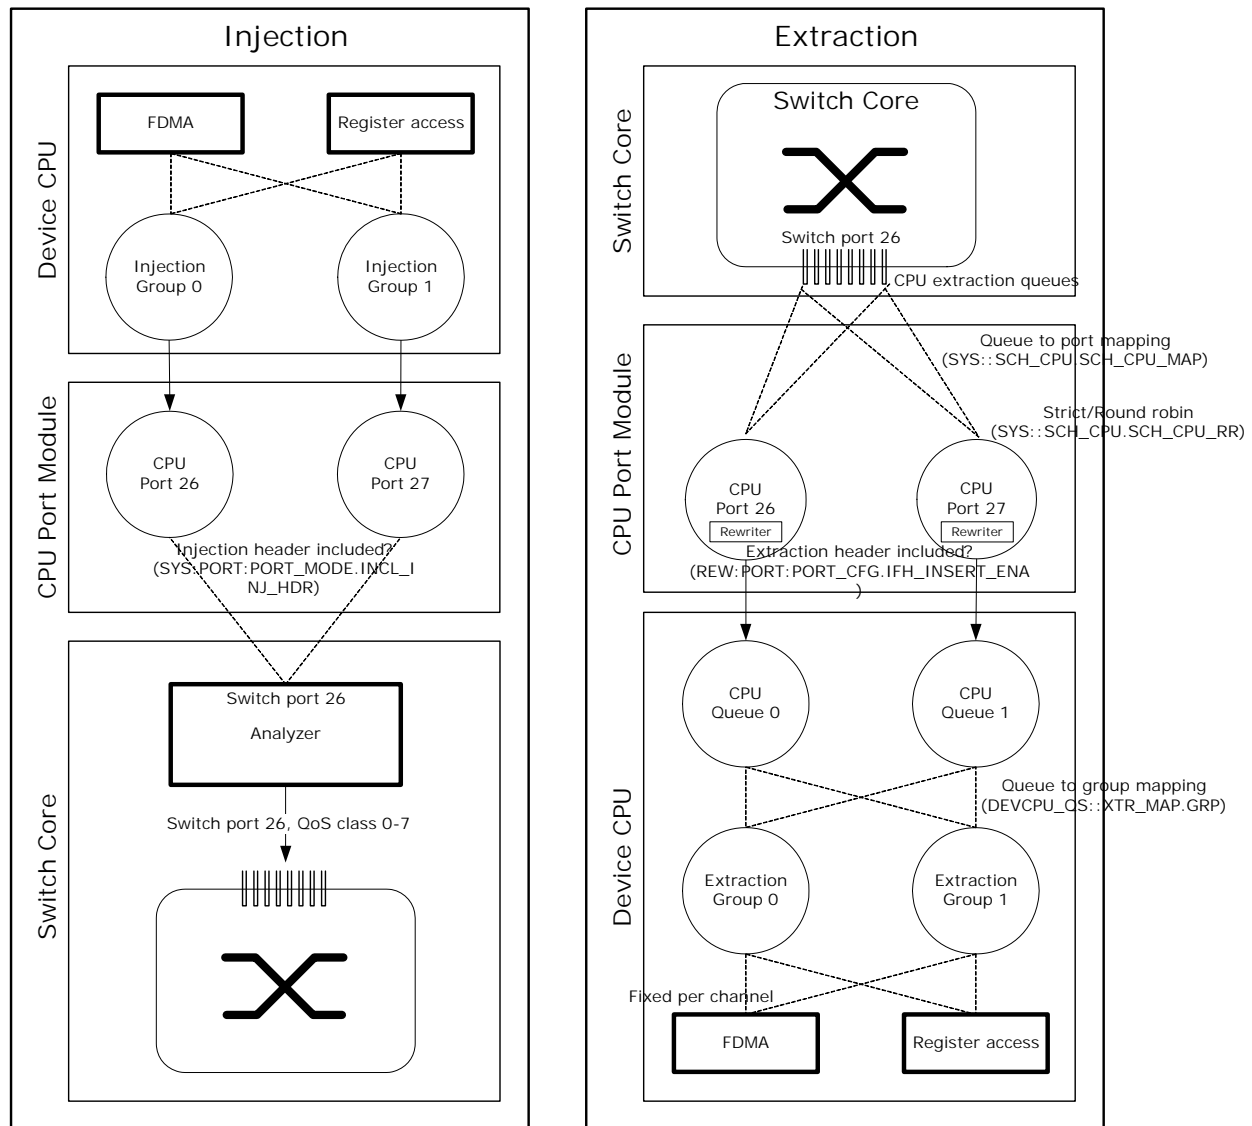 Injection
Device CPU
FDMA
Register access
Injection
Group 0
Injection
Group 1
CPU Port Module
CPU
Port 26
CPU
Port 27
Injection header included?
(SYS:PORT:PORT_MODE.INCL_I
NJ_HDR)
Switch Core
Switch port 26
Analyzer
Switch port 26, QoS class 0-7
Extraction
Switch Core
Switch Core
Switch port 26
CPU extraction queues
CPU Port Module
Queue to port mapping
(SYS::SCH_CPU.SCH_CPU_MAP)
Strict/Round robin
(SYS::SCH_CPU.SCH_CPU_RR)
CPU
Port 26
Rewriter
CPU
Port 27
Rewriter
Extraction header included?
(REW:PORT:PORT_CFG.IFH_INSERT_ENA
)
Device CPU
CPU
Queue 0
CPU
Queue 1
Queue to group mapping
(DEVCPU_QS::XTR_MAP.GRP)
Extraction
Group 0
Extraction
Group 1
Fixed per channel
FDMA
Register access